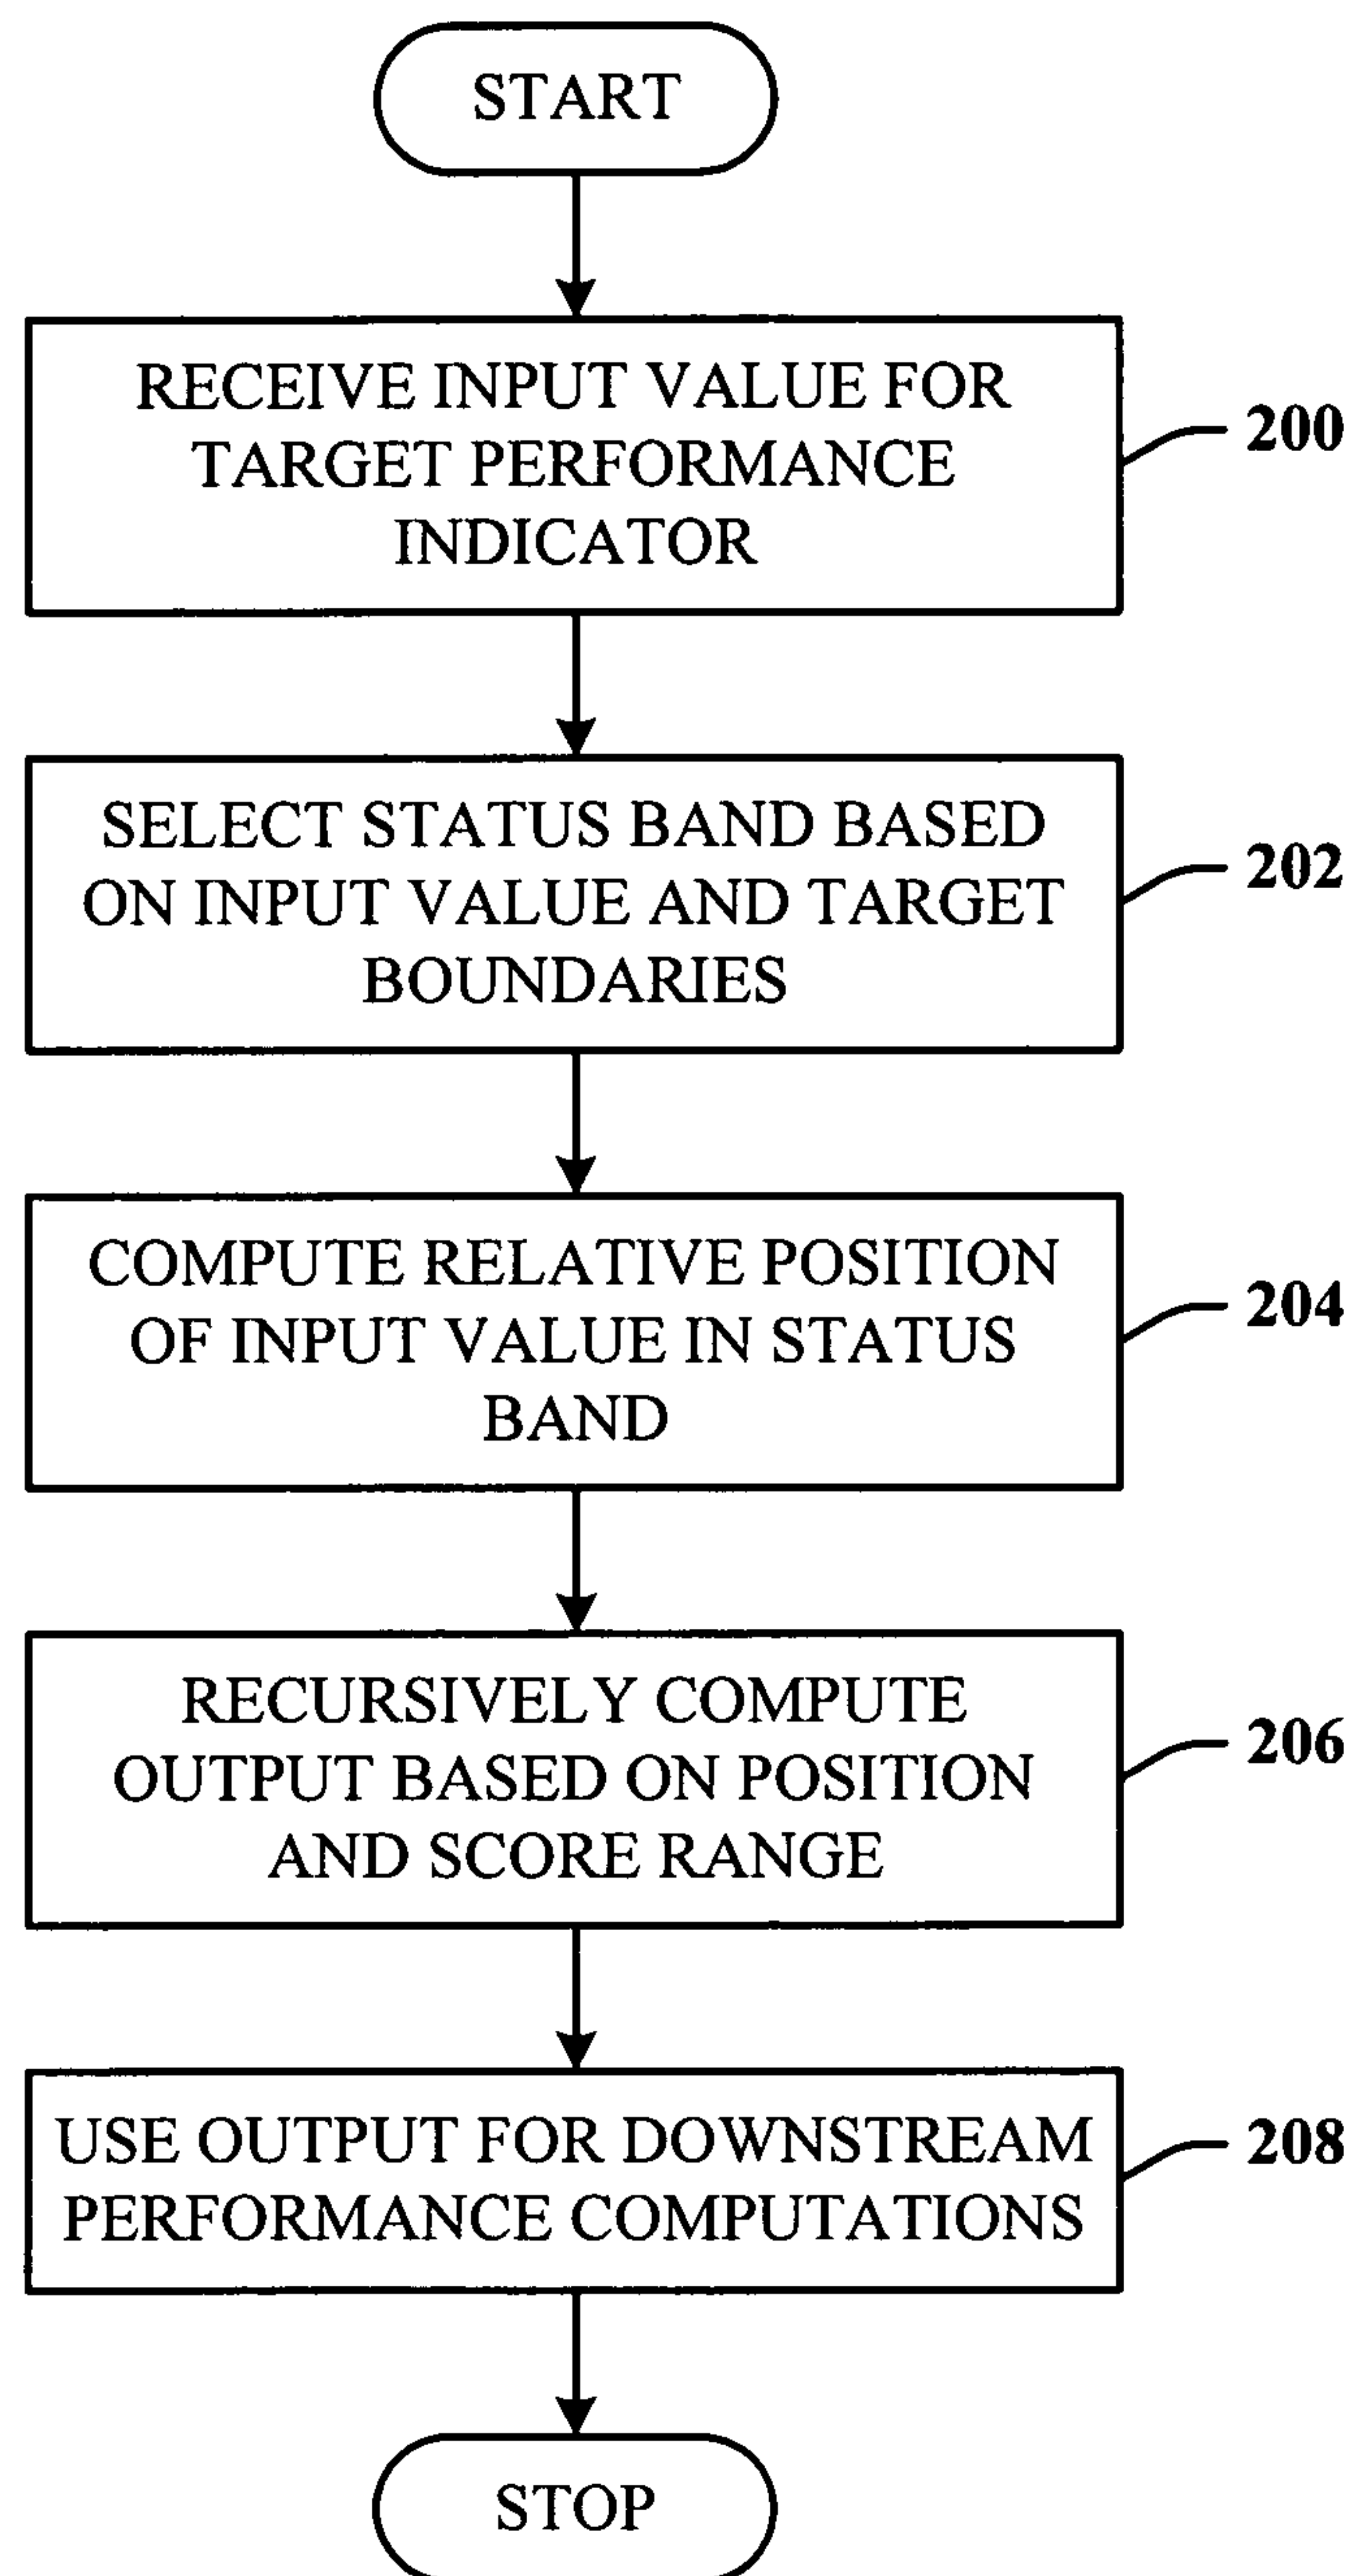 START
RECEIVE INPUT VALUE FOR
TARGET PERFORMANCE
INDICATOR
200
SELECT STATUS BAND BASED
ON INPUT VALUE AND TARGET
BOUNDARIES
202
COMPUTE RELATIVE POSITION
OF INPUT VALUE IN STATUS
BAND
204
RECURSIVELY COMPUTE
OUTPUT BASED ON POSITION
AND SCORE RANGE
206
USE OUTPUT FOR DOWNSTREAM
PERFORMANCE COMPUTATIONS
208
STOP